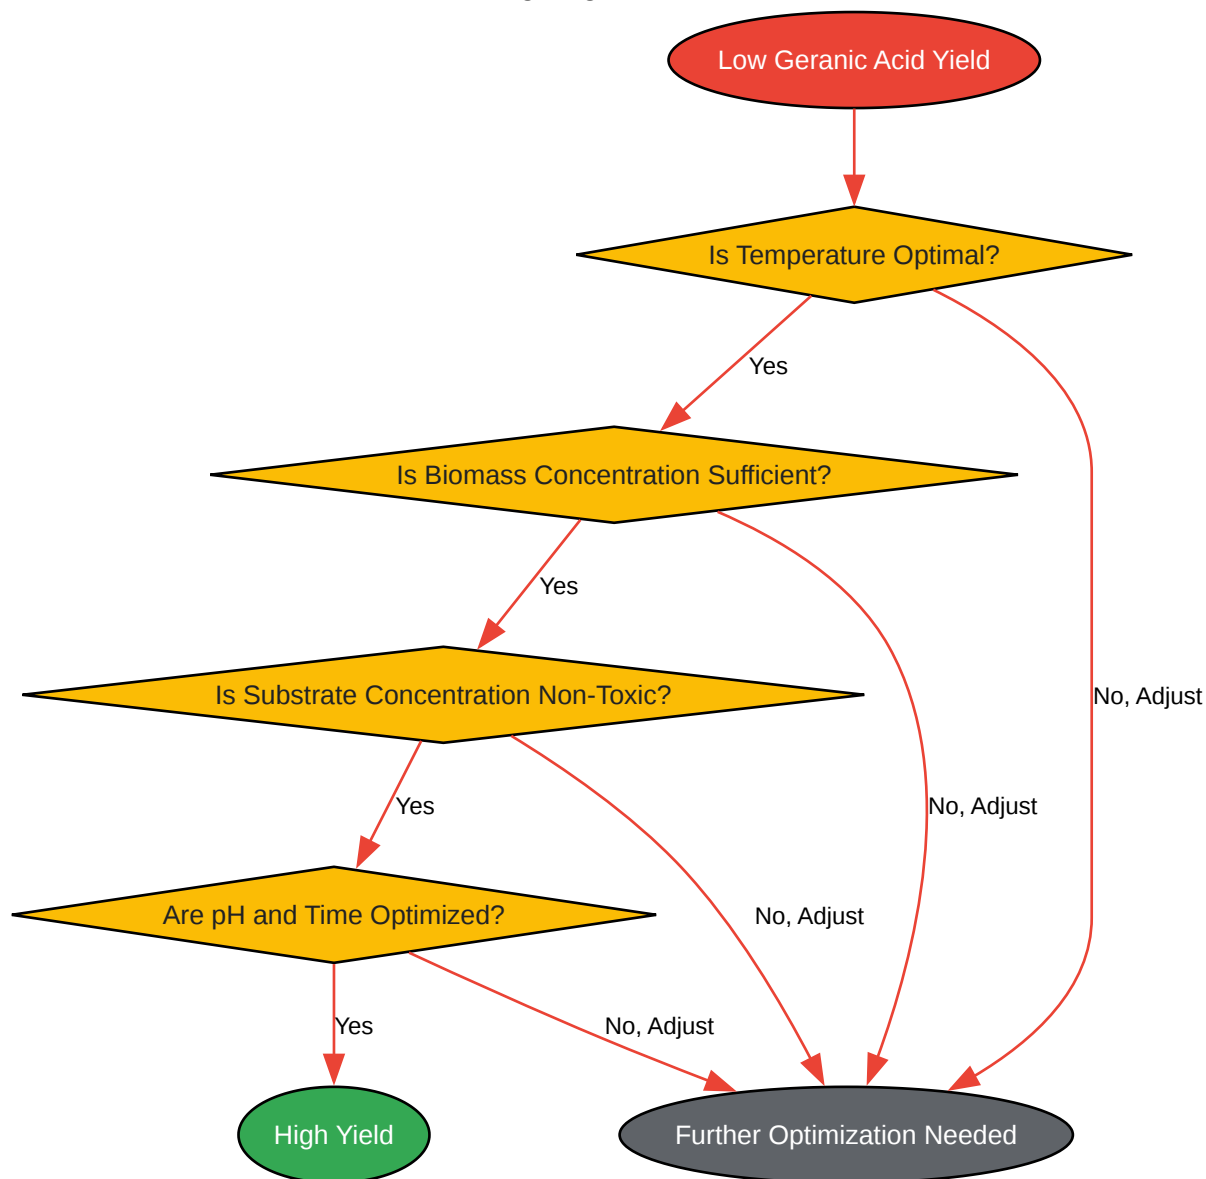 Low Geranic Acid Yield
Is Temperature Optimal?
Yes
Is Biomass Concentration Sufficient?
Yes
Is Substrate Concentration Non-Toxic?
No, Adjust
Yes
No, Adjust
Are pH and Time Optimized?
No, Adjust
Yes
No, Adjust
High Yield
Further Optimization Needed